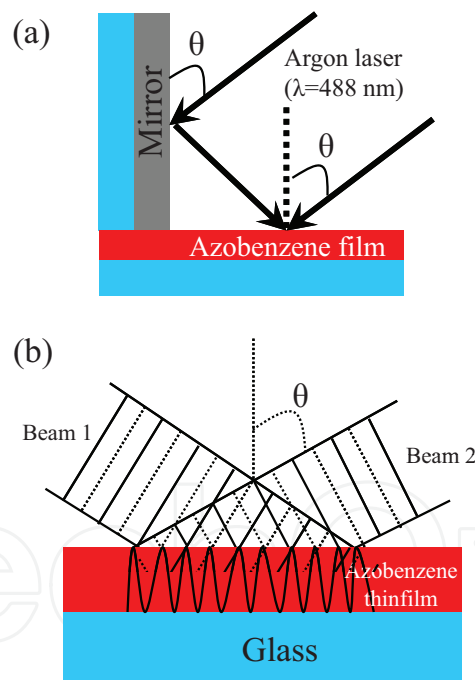 (a)
θ
Argon laser
(λ=488 nm)
Mirror
θ
Azobenzene film
(b)
θ
Beam 1
Beam 2
Azobenzene
thinfilm
Glass